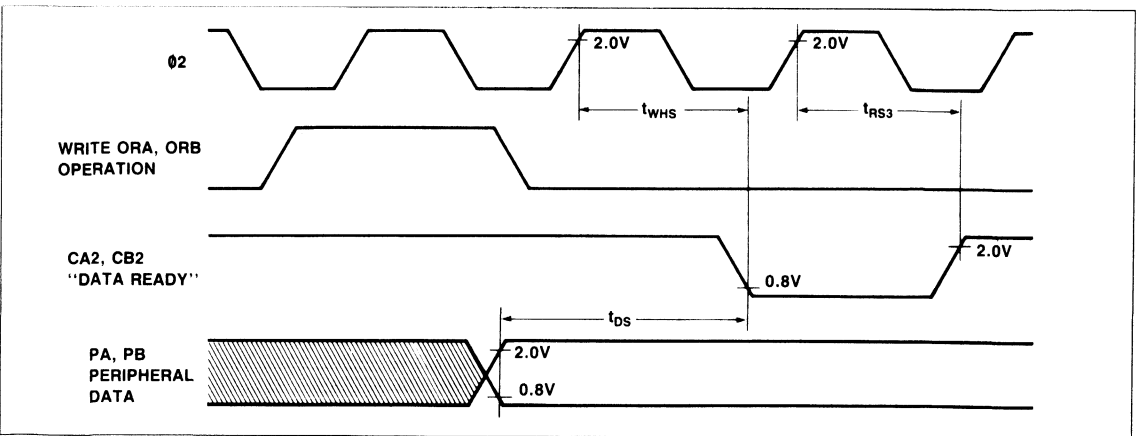 Φ2
2.0V
2.0V
tWHS
tRS3
WRITE ORA, ORB
OPERATION
CA2, CB2
"DATA READY"
0.8V
2.0V
tDS
PA, PB
PERIPHERAL
DATA
2.0V
0.8V